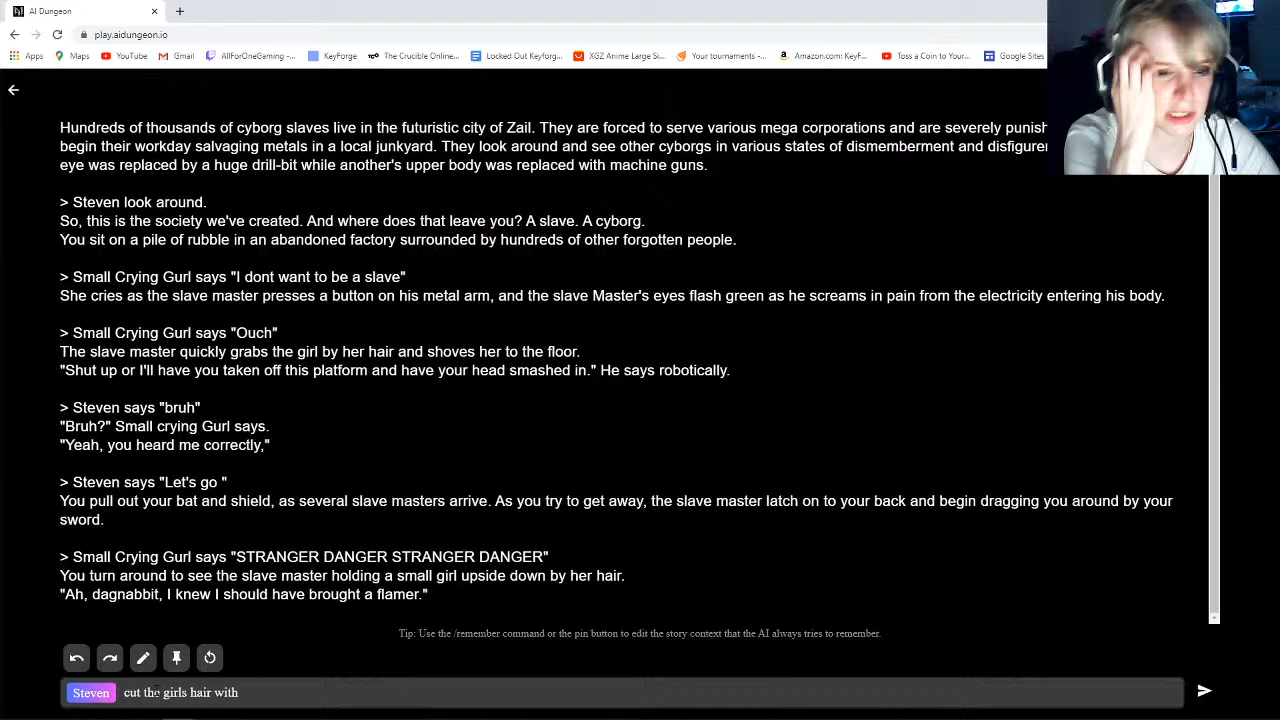 AI Dungeon
play.aidungeon.io
Apps Maps YouTube Gmail AllForOneGaming -... KeyForge The Crucible Onlin... Locked Out Keyforg... XGZ Anime Large Si... Your tournaments -... Amazon.com: KeyF... Toss a Coin to Your... Google Sites
Hundreds of thousands of cyborg slaves live in the futuristic city of Zail. They are forced to serve various mega corporations and are severely punish
begin their workday salvaging metals in a local junkyard. They look around and see other cyborgs in various states of dismemberment and disfigure
eye was replaced by a huge drill-bit while another's upper body was replaced with machine guns.
> Steven look around.
So, this is the society we've created. And where does that leave you? A slave. A cyborg.
You sit on a pile of rubble in an abandoned factory surrounded by hundreds of other forgotten people.
> Small Crying Gurl says "I dont want to be a slave"
She cries as the slave master presses a button on his metal arm, and the slave Master's eyes flash green as he screams in pain from the electricity entering his body.
> Small Crying Gurl says "Ouch"
The slave master quickly grabs the girl by her hair and shoves her to the floor.
"Shut up or I'll have you taken off this platform and have your head smashed in." He says robotically.
> Steven says "bruh"
"Bruh?" Small crying Gurl says.
"Yeah, you heard me correctly,"
> Steven says "Let's go "
You pull out your bat and shield, as several slave masters arrive. As you try to get away, the slave master latch on to your back and begin dragging you around by your
sword.
> Small Crying Gurl says "STRANGER DANGER STRANGER DANGER"
You turn around to see the slave master holding a small girl upside down by her hair.
"Ah, dagnabbit, I knew I should have brought a flamer."
Tip: Use the /remember command or the pin button to edit the story context that the AI always tries to remember.
Steven cut the girls hair with